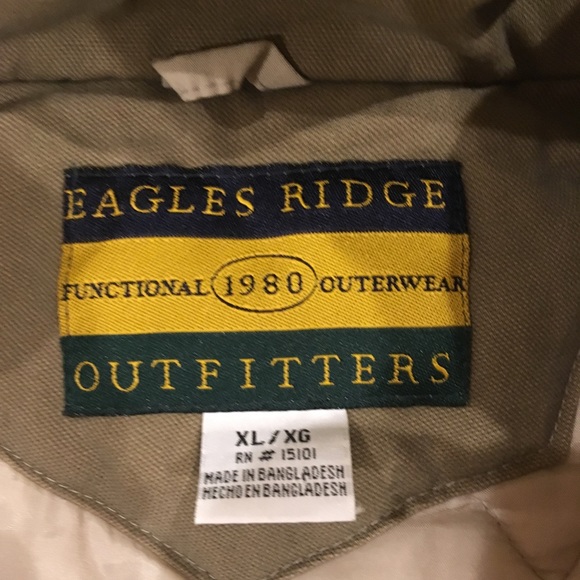 EAGLES RIDGE
FUNCTIONAL 1980 OUTERWEAR
OUTFITTERS
XL/XG
RN # 15101
MADE IN BANGLADESH
HECHO EN BANGLADESH